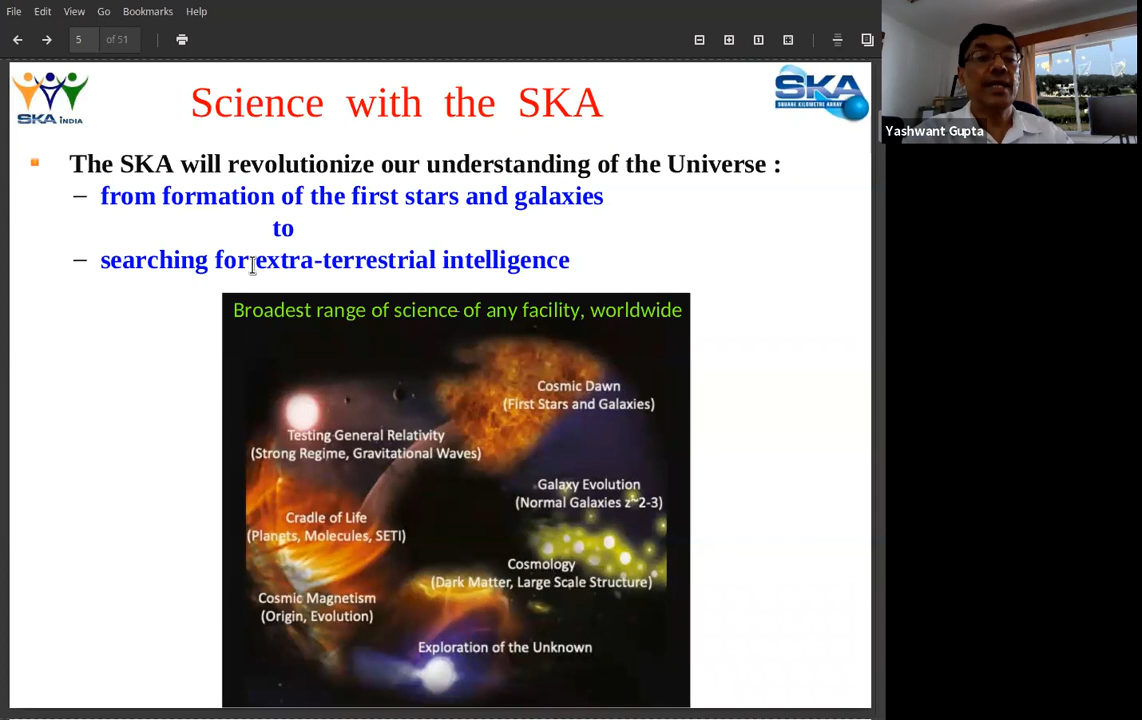 File Edit View Go Bookmarks Help
5 of 51
SKA INDIA
Science with the SKA
SKA
SQUARE KILOMETRE ARRAY
Yashwant Gupta
The SKA will revolutionize our understanding of the Universe :
– from formation of the first stars and galaxies
to
– searching for extra-terrestrial intelligence
Broadest range of science of any facility, worldwide
Cosmic Dawn
(First Stars and Galaxies)
Testing General Relativity
(Strong Regime, Gravitational Waves)
Galaxy Evolution
(Normal Galaxies z~2-3)
Cradle of Life
(Planets, Molecules, SETI)
Cosmology
(Dark Matter, Large Scale Structure)
Cosmic Magnetism
(Origin, Evolution)
Exploration of the Unknown